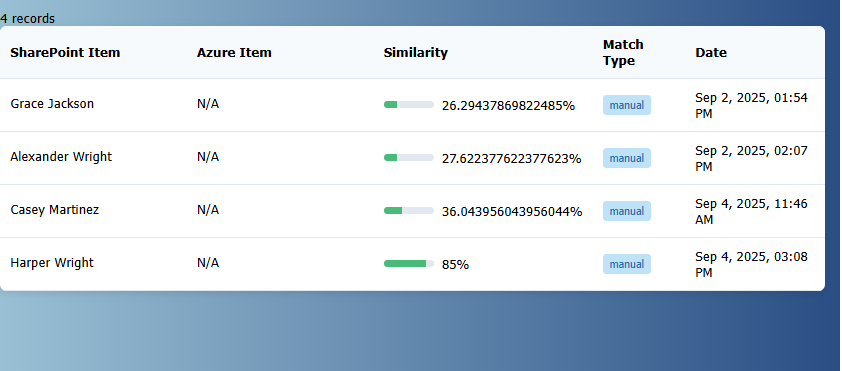 4 records
SharePoint Item Azure Item Similarity Match Type Date
Grace Jackson N/A 26.29437869822485% manual Sep 2, 2025, 01:54 PM
Alexander Wright N/A 27.622377622377623% manual Sep 2, 2025, 02:07 PM
Casey Martinez N/A 36.043956043956044% manual Sep 4, 2025, 11:46 AM
Harper Wright N/A 85% manual Sep 4, 2025, 03:08 PM